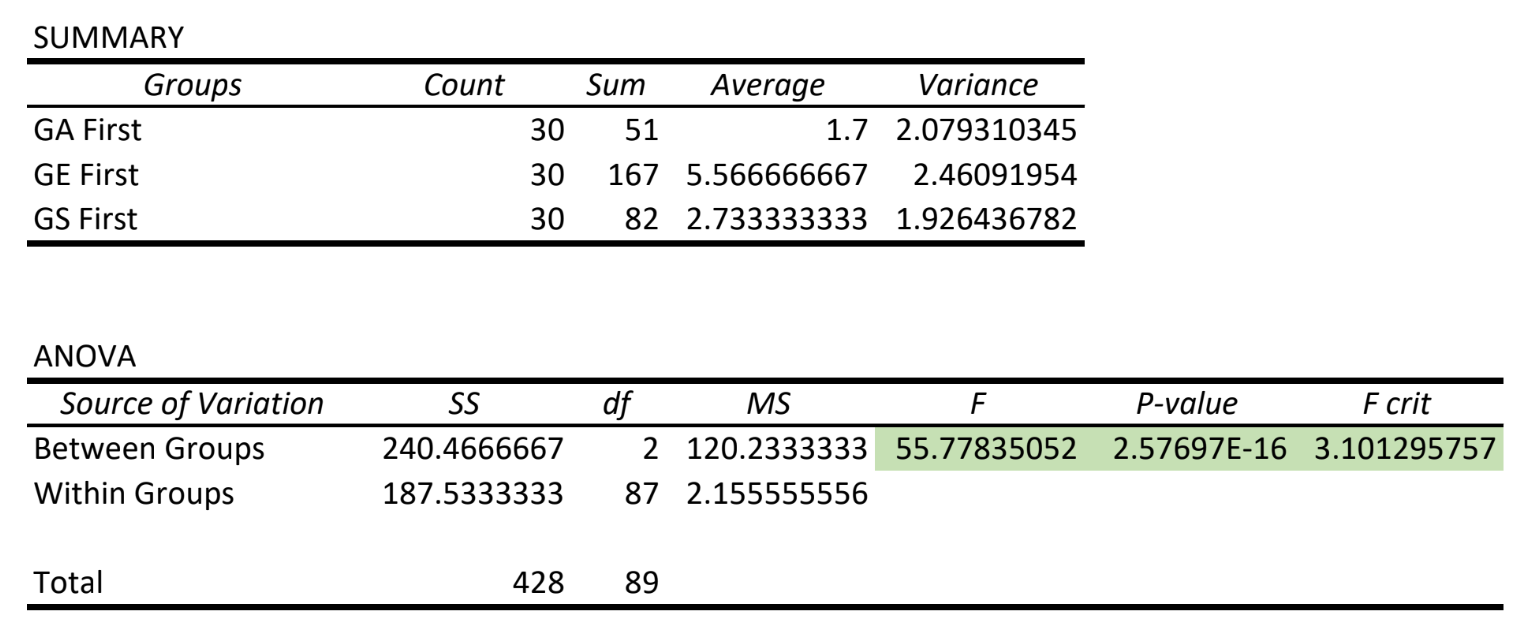 SUMMARY
Groups Count Sum Average Variance
GA First 30 51 1.7 2.079310345
GE First 30 167 5.566666667 2.46091954
GS First 30 82 2.733333333 1.926436782
ANOVA
Source of Variation SS df MS F P-value F crit
Between Groups 240.4666667 2 120.2333333 55.77835052 2.57697E-16 3.101295757
Within Groups 187.5333333 87 2.155555556
Total 428 89